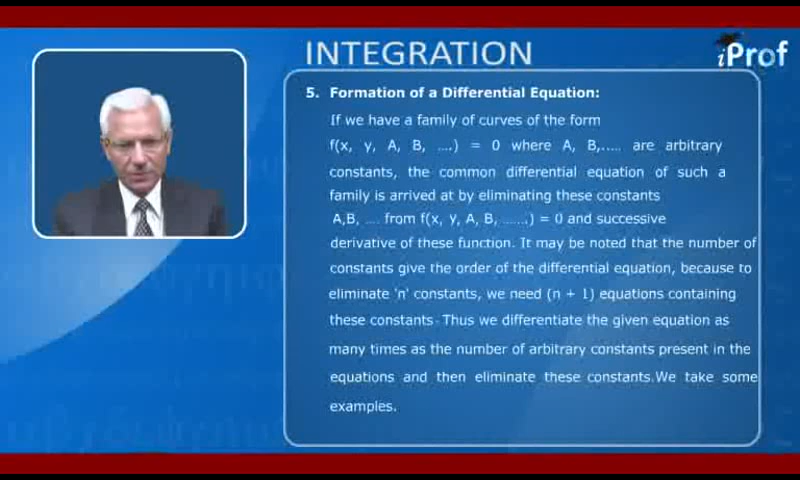 INTEGRATION
iProf
5. Formation of a Differential Equation:
If we have a family of curves of the form
f(x, y, A, B, ....) = 0 where A, B,..... are arbitrary
constants, the common differential equation of such a
family is arrived at by eliminating these constants
A,B, .... from f(x, y, A, B, .......) = 0 and successive
derivative of these function. It may be noted that the number of
constants give the order of the differential equation, because to
eliminate 'n' constants, we need (n + 1) equations containing
these constants. Thus we differentiate the given equation as
many times as the number of arbitrary constants present in the
equations and then eliminate these constants.We take some
examples.